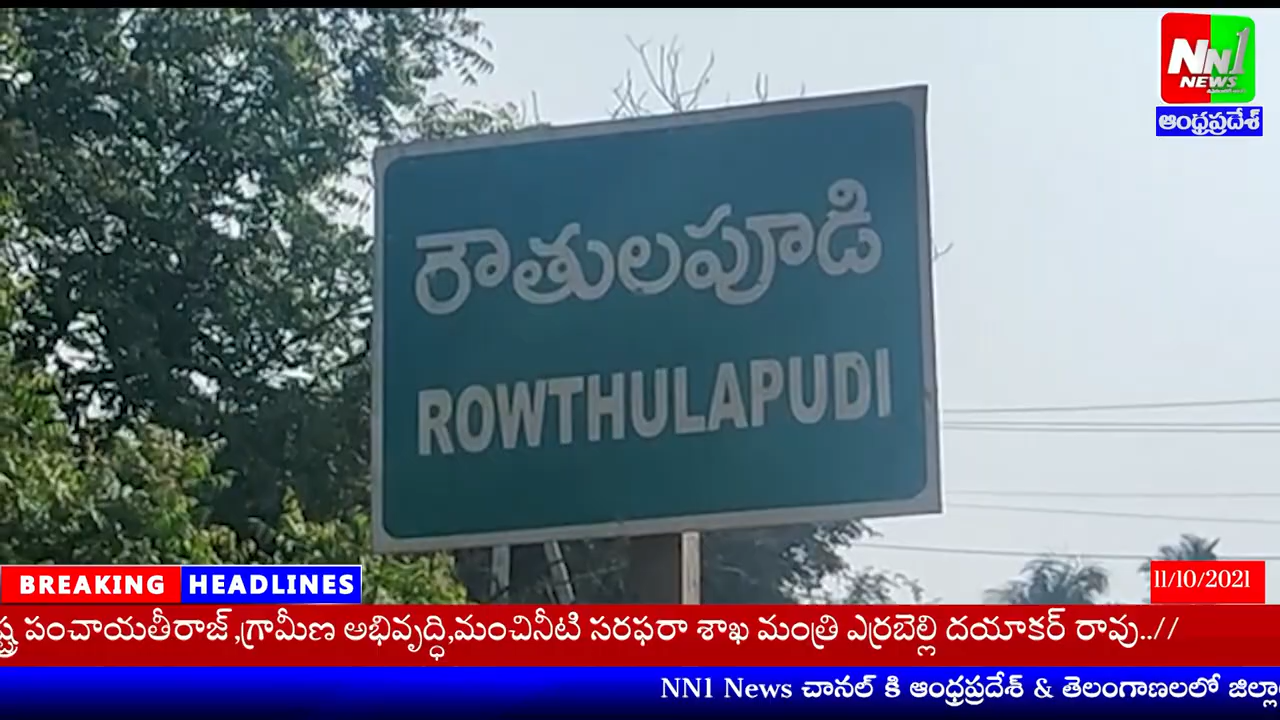 NN1
NEWS
ఆంధ్రప్రదేశ్
రౌతులపూడి
ROWTHULAPUDI
BREAKING HEADLINES
11/10/2021
ష్ట్ర పంచాయతీరాజ్,గ్రామీణ అభివృద్ధి,మంచినీటి సరఫరా శాఖ మంత్రి ఎర్రబెల్లి దయాకర్ రావు..//
NN1 News చానల్ కి ఆంధ్రప్రదేశ్ & తెలంగాణలలో జిల్లా